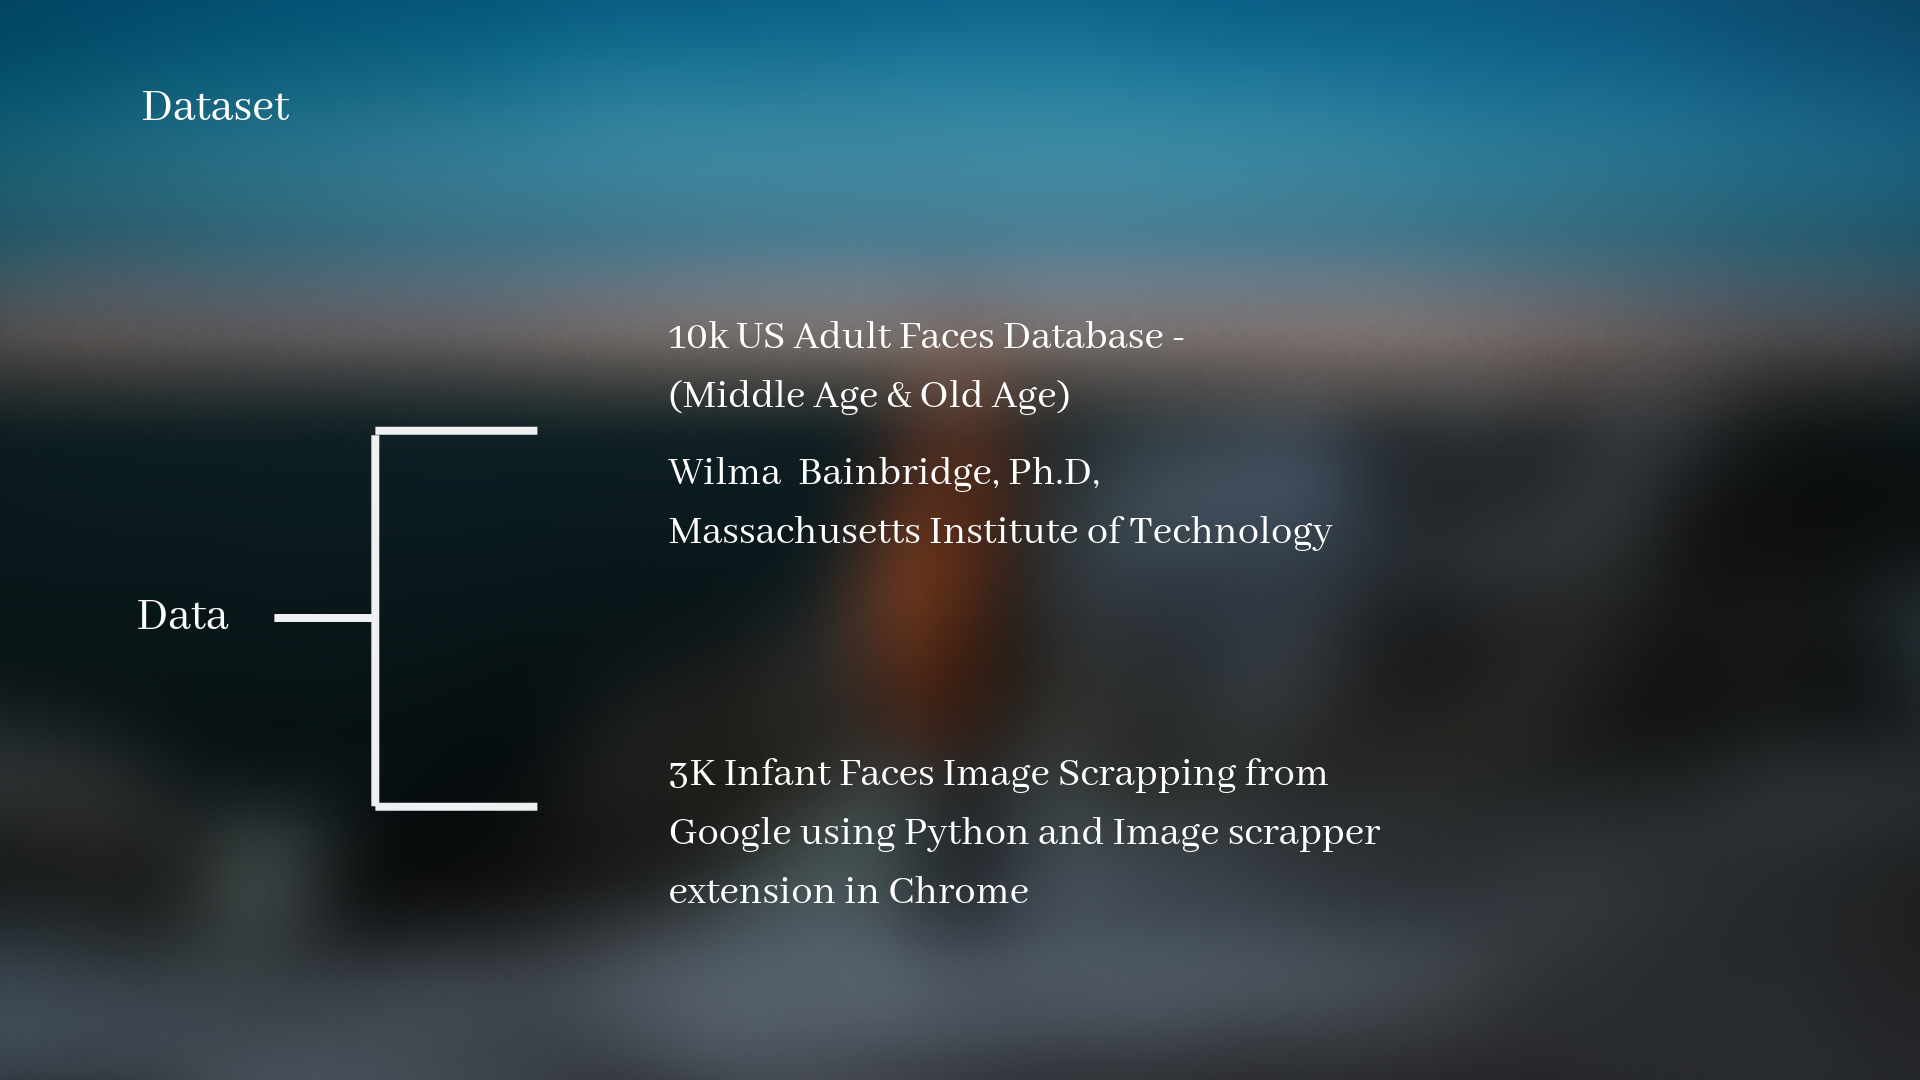 Dataset
10k US Adult Faces Database -
(Middle Age & Old Age)
Wilma  Bainbridge, Ph.D,
Massachusetts Institute of Technology
Data
3K Infant Faces Image Scrapping from
Google using Python and Image scrapper
extension in Chrome